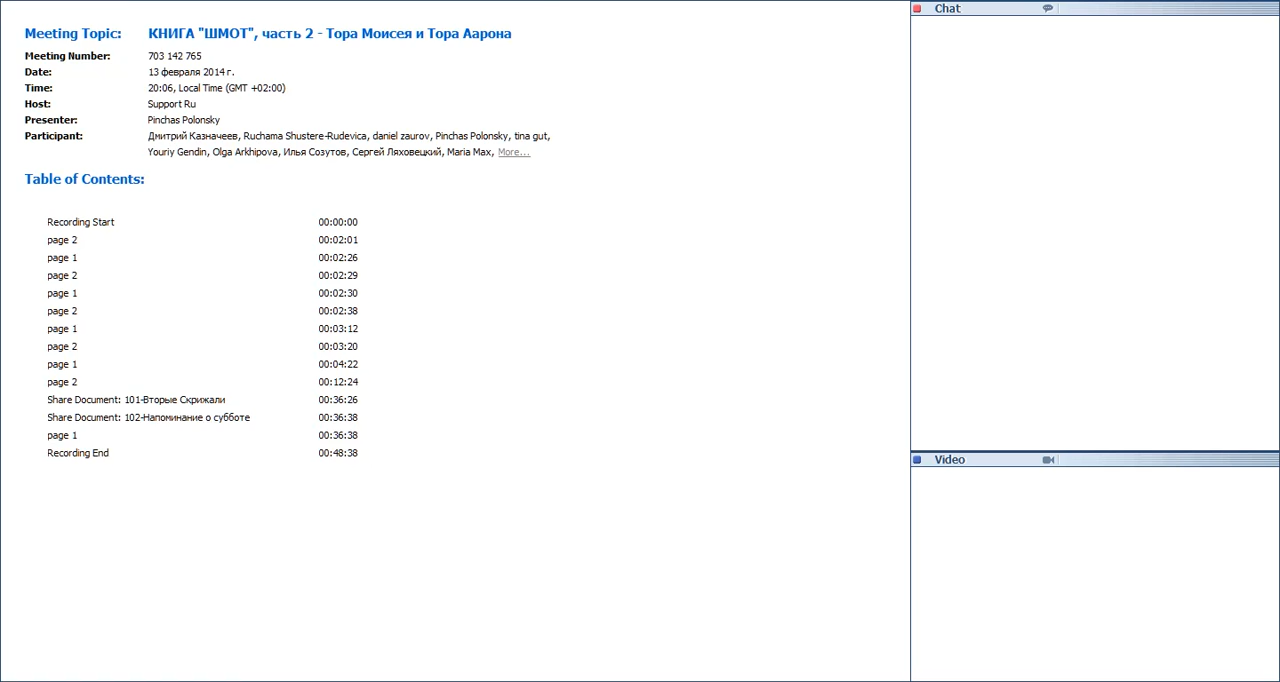 Meeting Topic: КНИГА "ШМОТ", часть 2 - Тора Моисея и Тора Аарона
Meeting Number: 703 142 765
Date: 13 февраля 2014 г.
Time: 20:06, Local Time (GMT +02:00)
Host: Support Ru
Presenter: Pinchas Polonsky
Participant: Дмитрий Казначеев, Ruchama Shustere-Rudevica, daniel zaurov, Pinchas Polonsky, tina gut,
Youriy Gendin, Olga Arkhipova, Илья Созутов, Сергей Ляховецкий, Maria Max, More...
Table of Contents:
Recording Start 00:00:00
page 2 00:02:01
page 1 00:02:26
page 2 00:02:29
page 1 00:02:30
page 2 00:02:38
page 1 00:03:12
page 2 00:03:20
page 1 00:04:22
page 2 00:12:24
Share Document: 101-Вторые Скрижали 00:36:26
Share Document: 102-Напоминание о субботе 00:36:38
page 1 00:36:38
Recording End 00:48:38
Chat
Video